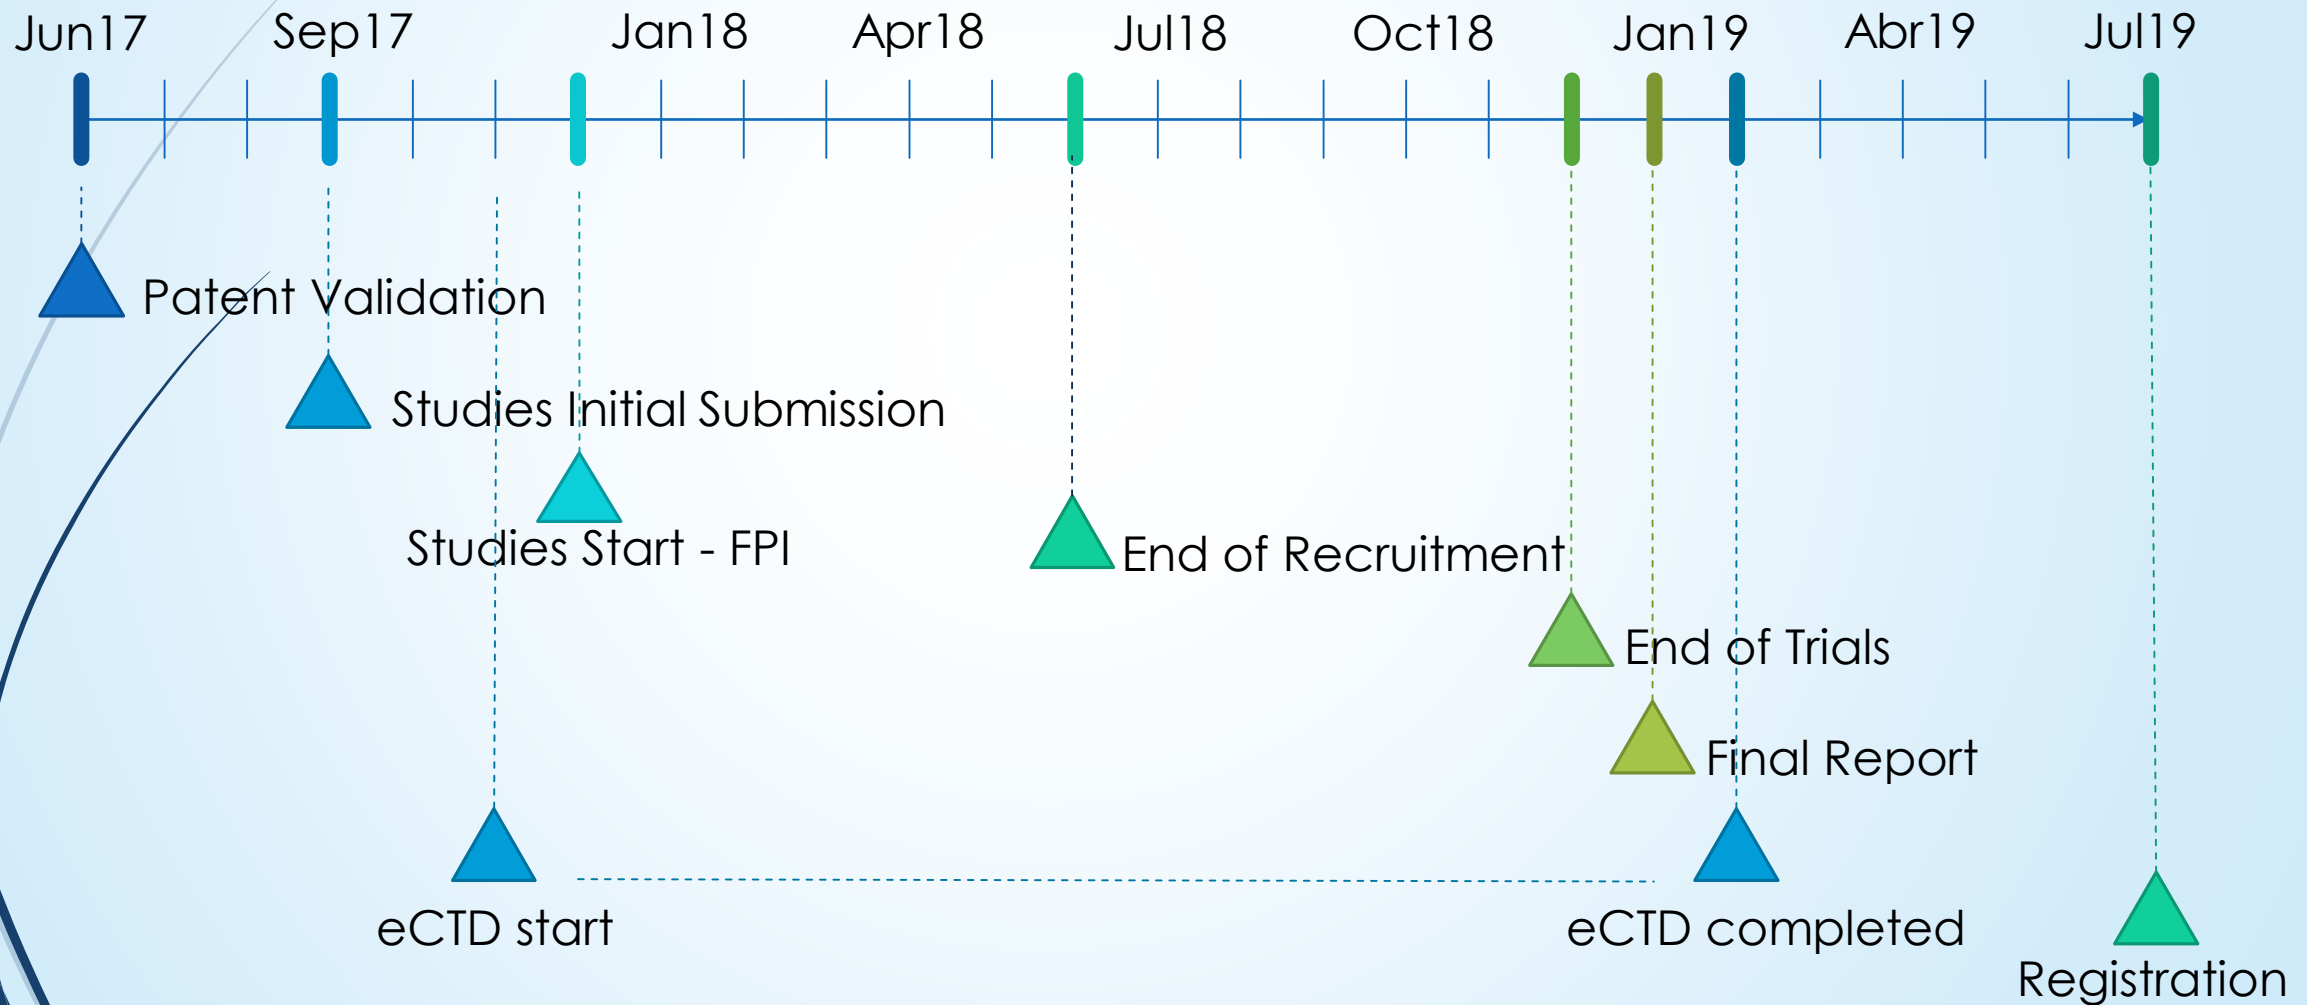 Jun17
Sep17
Jan18
Apr18
Jul18
Oct18
Jan19
Abr19
Jul19
Patent Validation
Studies Initial Submission
Studies Start - FPI
End of Recruitment
End of Trials
Final Report
eCTD start
eCTD completed
Registration